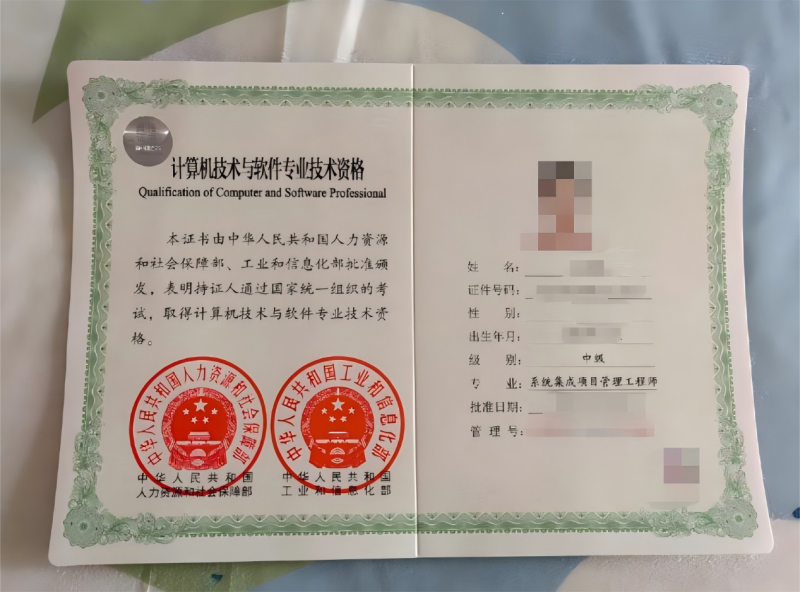 计算机技术与软件专业技术资格
Qualification of Computer and Software Professional
本证书由中华人民共和国人力资源
和社会保障部、工业和信息化部批准颁
发，表明持证人通过国家统一组织的考
试，取得计算机技术与软件专业技术资
格。
中华人民共和国人力资源和社会保障部
中华人民共和国工业和信息化部
中华人民共和国
人力资源和社会保障部
中华人民共和国
工业和信息化部
姓 名：
证件号码：
性 别：
出生年月：
级 别： 中级
专 业： 系统集成项目管理工程师
批准日期：
管 理 号：